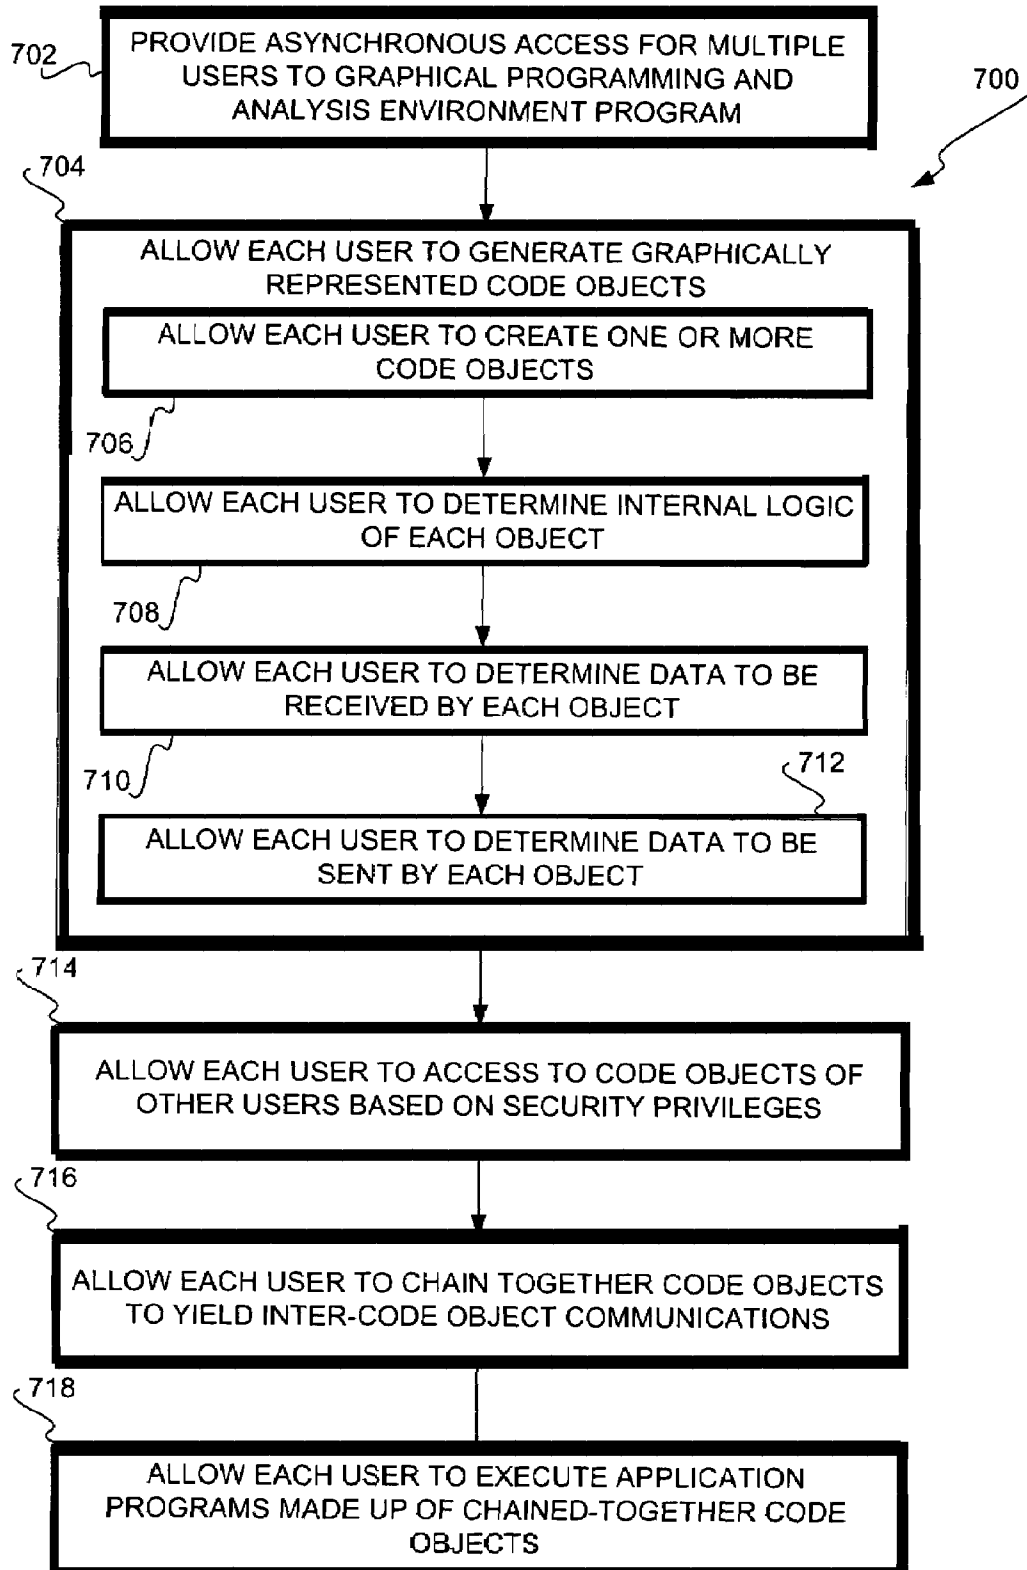 702
PROVIDE ASYNCHRONOUS ACCESS FOR MULTIPLE
USERS TO GRAPHICAL PROGRAMMING AND
ANALYSIS ENVIRONMENT PROGRAM
700
704
ALLOW EACH USER TO GENERATE GRAPHICALLY
REPRESENTED CODE OBJECTS
ALLOW EACH USER TO CREATE ONE OR MORE
CODE OBJECTS
706
ALLOW EACH USER TO DETERMINE INTERNAL LOGIC
OF EACH OBJECT
708
ALLOW EACH USER TO DETERMINE DATA TO BE
RECEIVED BY EACH OBJECT
710
712
ALLOW EACH USER TO DETERMINE DATA TO BE
SENT BY EACH OBJECT
714
ALLOW EACH USER TO ACCESS TO CODE OBJECTS OF
OTHER USERS BASED ON SECURITY PRIVILEGES
716
ALLOW EACH USER TO CHAIN TOGETHER CODE OBJECTS
TO YIELD INTER-CODE OBJECT COMMUNICATIONS
718
ALLOW EACH USER TO EXECUTE APPLICATION
PROGRAMS MADE UP OF CHAINED-TOGETHER CODE
OBJECTS